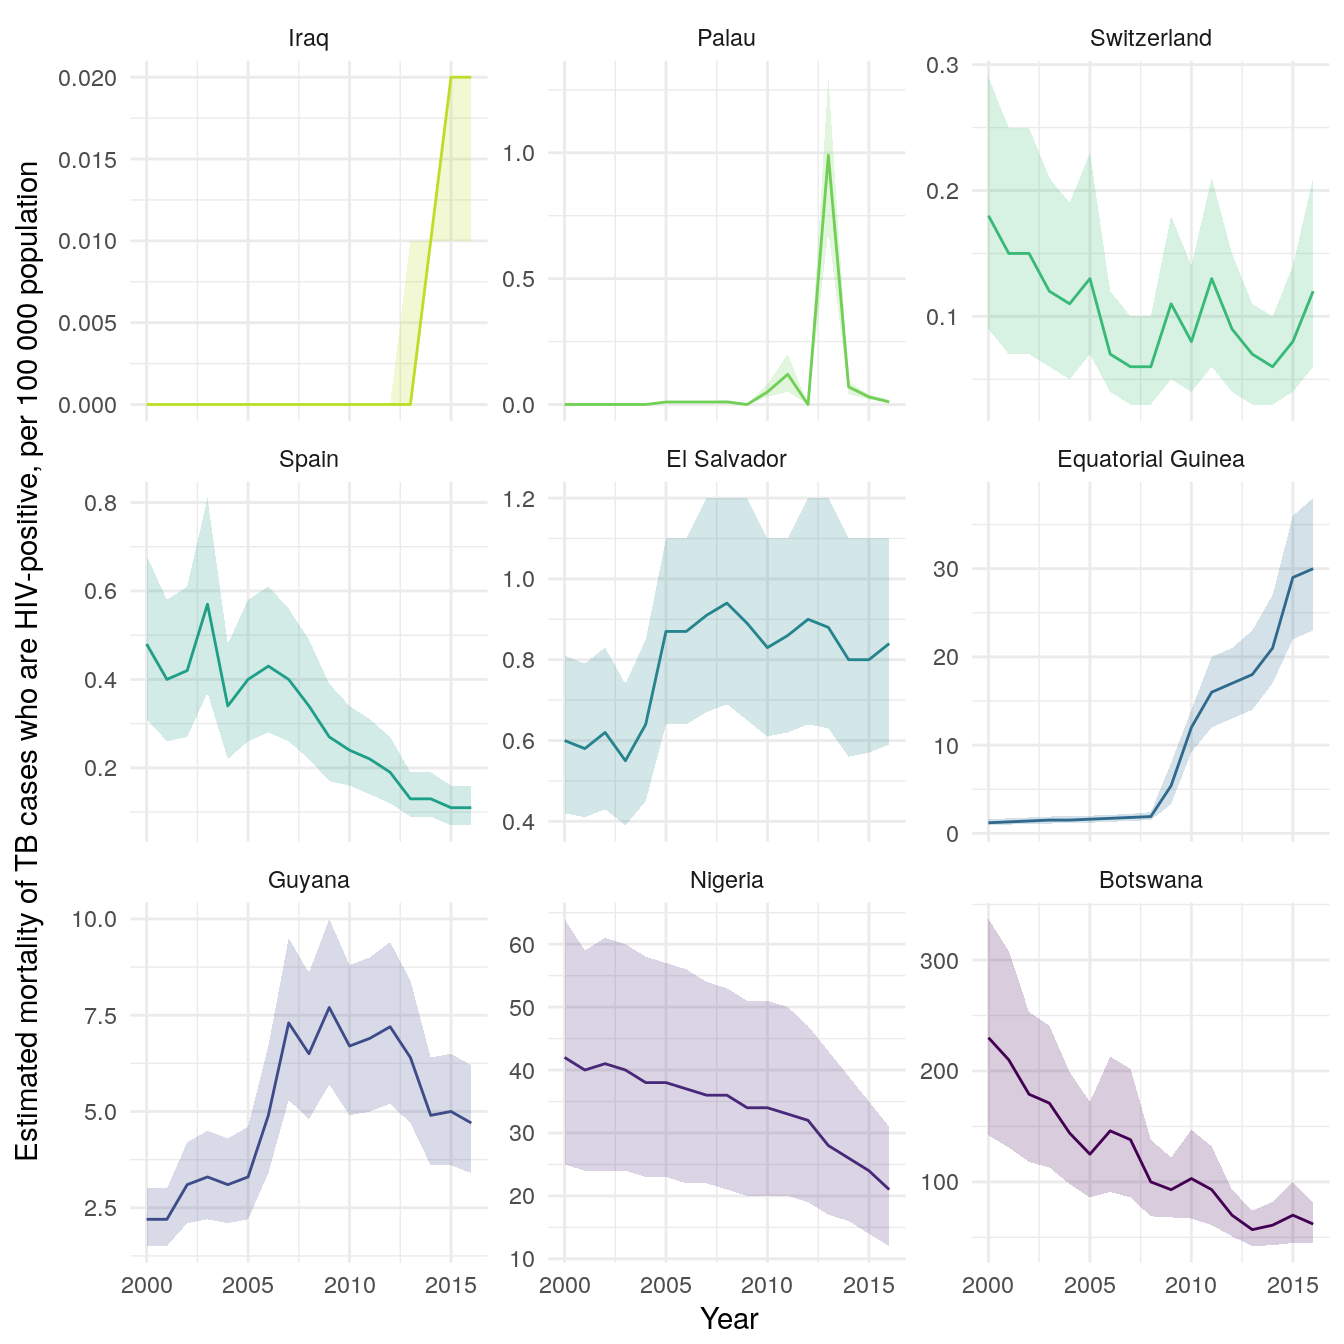 Estimated mortality of TB cases who are HIV-positive, per 100 000 population
Iraq
0.020
0.015
0.010
0.005
0.000
Palau
1.0
0.5
0.0
Switzerland
0.3
0.2
0.1
Spain
0.8
0.6
0.4
0.2
El Salvador
1.2
1.0
0.8
0.6
0.4
Equatorial Guinea
30
20
10
0
Guyana
10.0
7.5
5.0
2.5
2000 2005 2010 2015
Nigeria
60
50
40
30
20
10
2000 2005 2010 2015
Botswana
300
200
100
2000 2005 2010 2015
Year